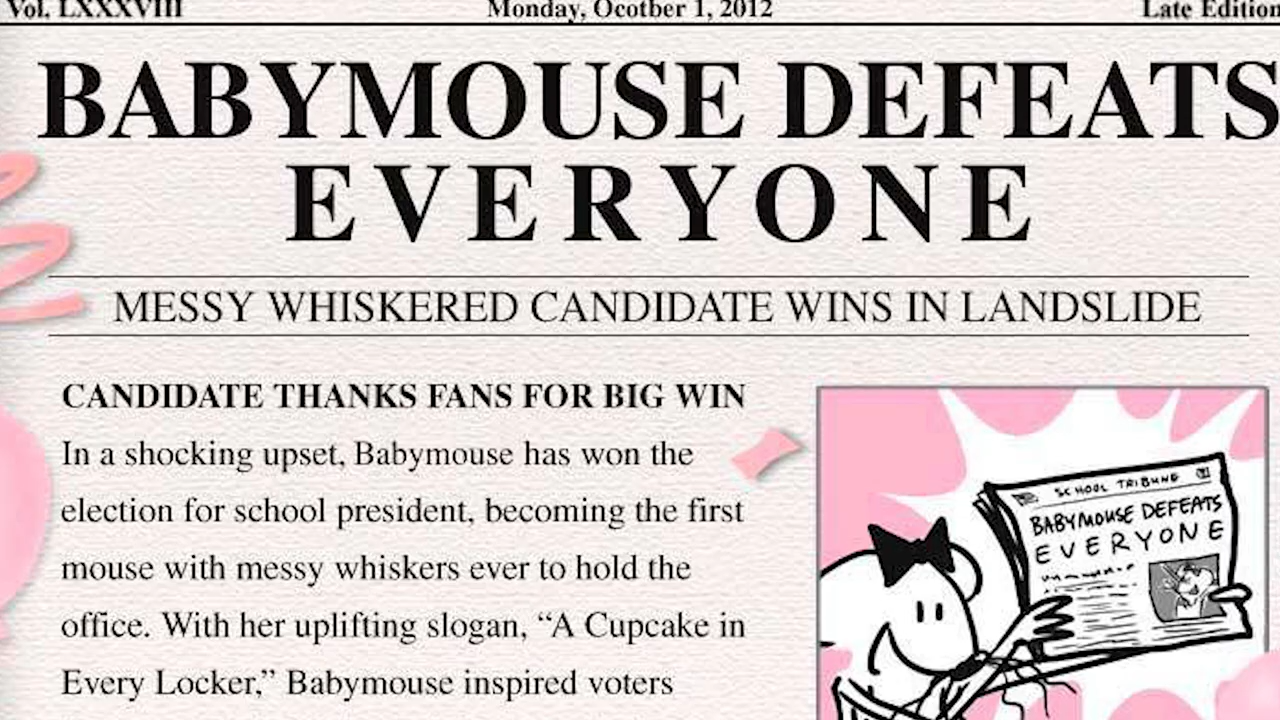 Vol. LXXXVIII Monday, Ocotber 1, 2012 Late Edition
BABYMOUSE DEFEATS
EVERYONE
MESSY WHISKERED CANDIDATE WINS IN LANDSLIDE
CANDIDATE THANKS FANS FOR BIG WIN
In a shocking upset, Babymouse has won the
election for school president, becoming the first
mouse with messy whiskers ever to hold the
office. With her uplifting slogan, “A Cupcake in
Every Locker,” Babymouse inspired voters
SCHOOL TRIBUNE
BABYMOUSE DEFEATS
EVERYONE